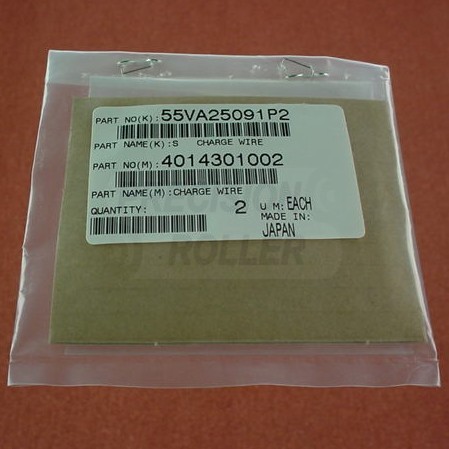 PART NO(K): 55VA25091P2
PART NAME(K):S CHARGE WIRE
PART NO(M): 4014301002
PART NAME(M):CHARGE WIRE
QUANTITY: 2 U M: EACH
MADE IN:
JAPAN
PRECISION
ROLLER